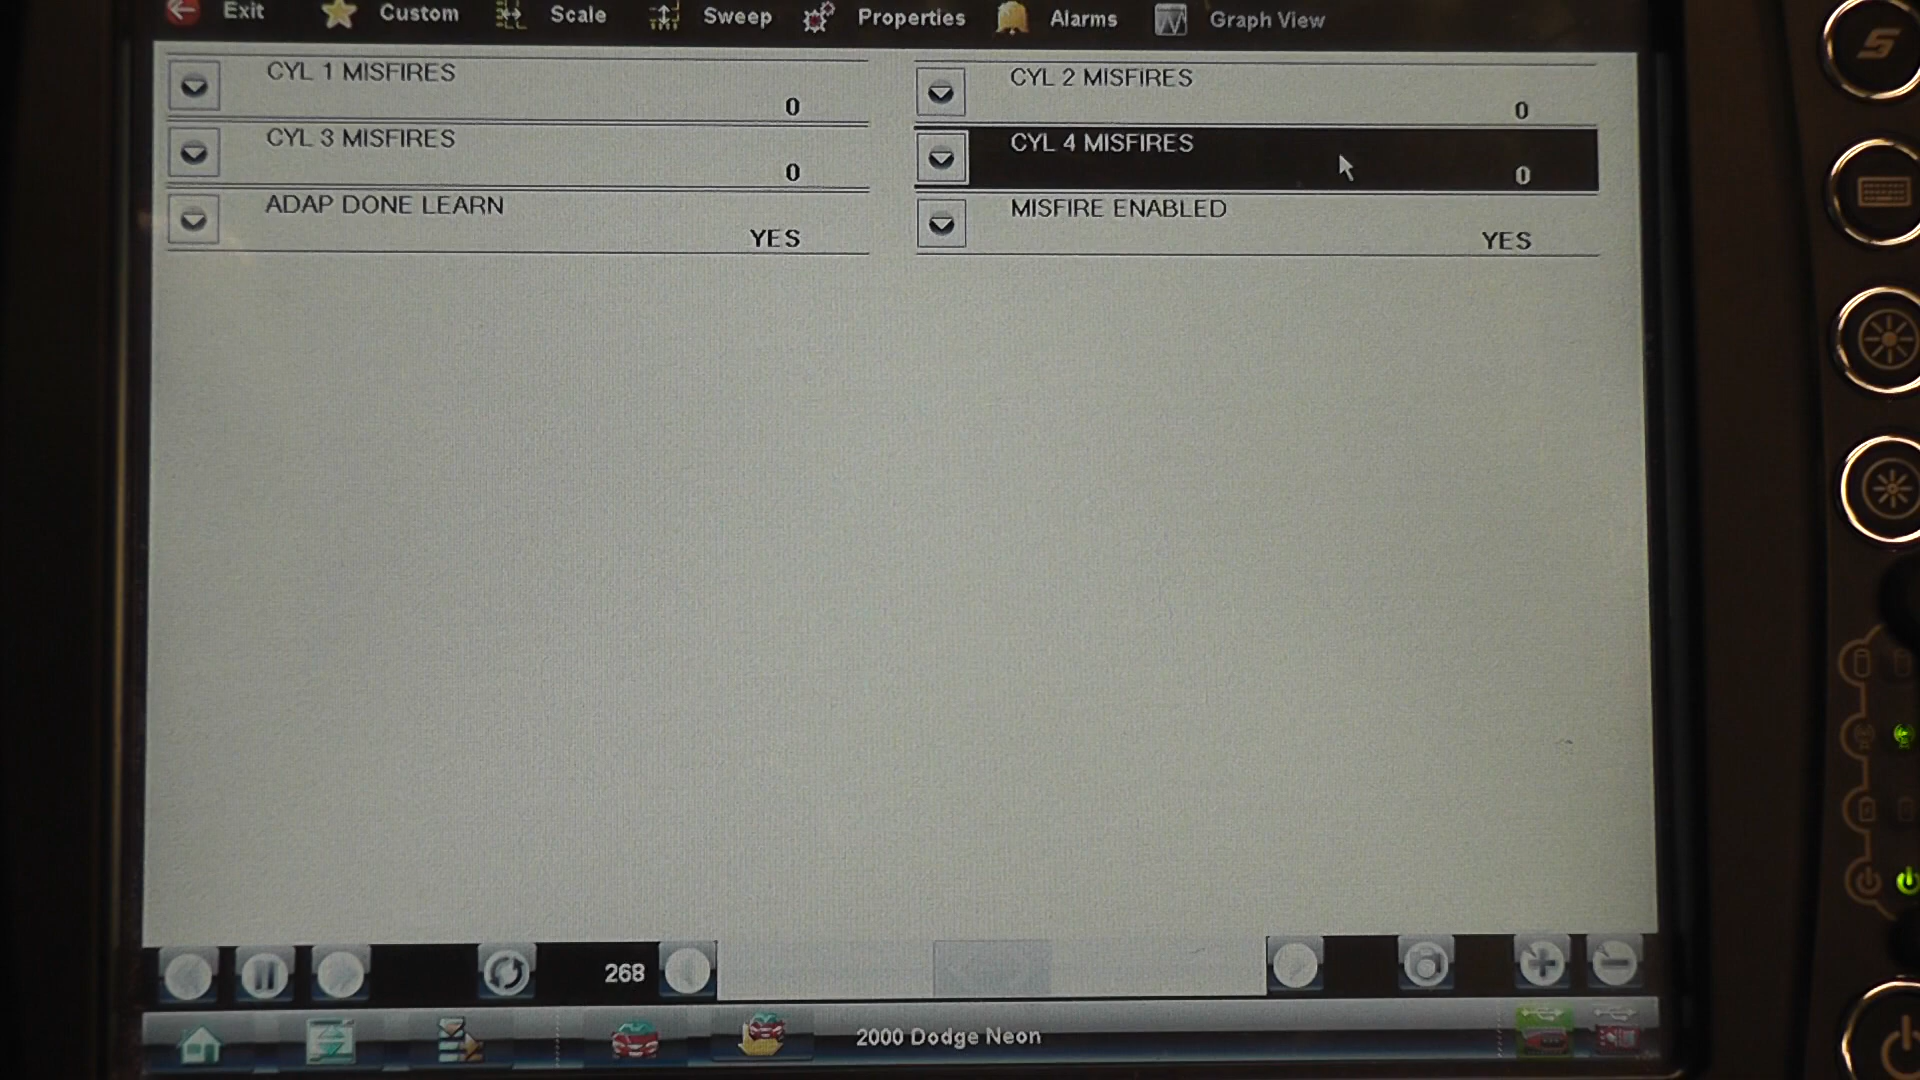 Exit Custom Scale Sweep Properties Alarms Graph View
CYL 1 MISFIRES
0
CYL 2 MISFIRES
0
CYL 3 MISFIRES
0
CYL 4 MISFIRES
0
ADAP DONE LEARN
YES
MISFIRE ENABLED
YES
268
2000 Dodge Neon